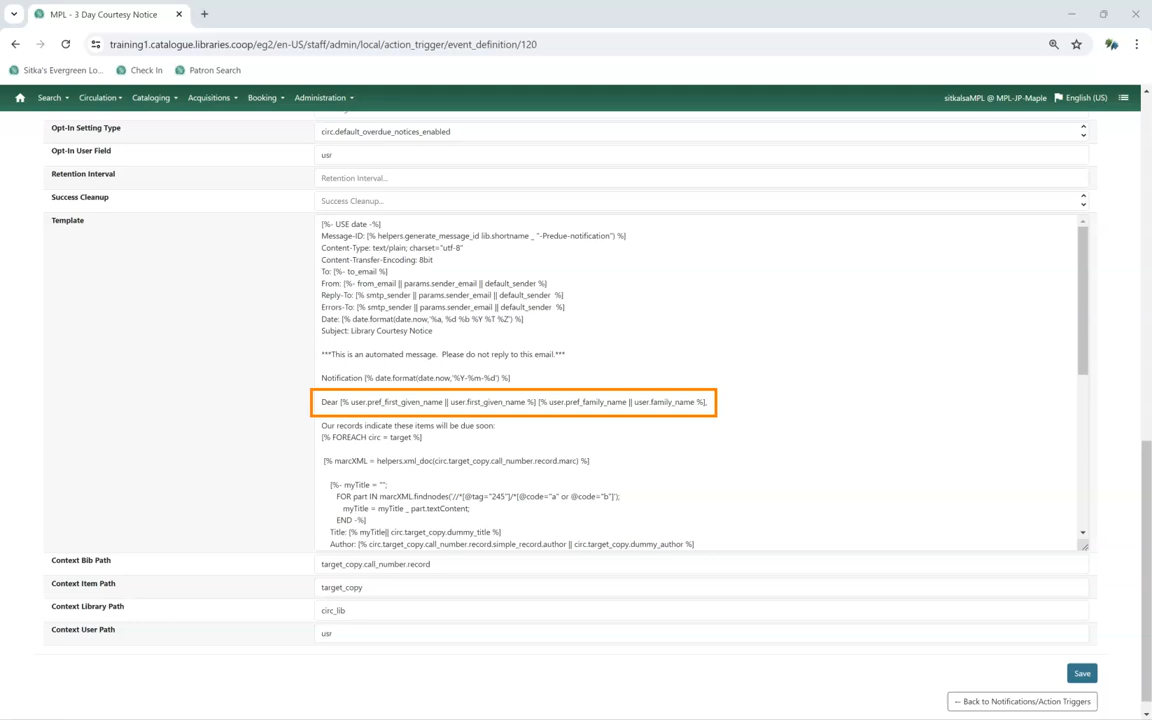 MPL - 3 Day Courtesy Notice
training1.catalogue.libraries.coop/eg2/en-US/staff/admin/local/action_trigger/event_definition/120
Sitka's Evergreen Lo... Check In Patron Search
Search Circulation Cataloging Acquisitions Booking Administration sitkalsaMPL @ MPL-JP-Maple English (US)
Opt-In Setting Type circ.default_overdue_notices_enabled
Opt-In User Field usr
Retention Interval Retention Interval...
Success Cleanup Success Cleanup...
Template
[%- USE date -%]
Message-ID: [% helpers.generate_message_id lib.shortname _ "-Predue-notification") %]
Content-Type: text/plain; charset="utf-8"
Content-Transfer-Encoding: 8bit
To: [%- to_email %]
From: [%- from_email || params.sender_email || default_sender %]
Reply-To: [% smtp_sender || params.sender_email || default_sender %]
Errors-To: [% smtp_sender || params.sender_email || default_sender %]
Date: [% date.format(date.now,'%a, %d %b %Y %T %Z') %]
Subject: Library Courtesy Notice
***This is an automated message. Please do not reply to this email.***
Notification [% date.format(date.now,'%Y-%m-%d') %]
Dear [% user.pref_first_given_name || user.first_given_name %] [% user.pref_family_name || user.family_name %],
Our records indicate these items will be due soon:
[% FOREACH circ = target %]
[% marcXML = helpers.xml_doc(circ.target_copy.call_number.record.marc) %]
[%- myTitle = "";
FOR part IN marcXML.findnodes('//*[@tag="245"]/*[@code="a" or @code="b"]');
myTitle = myTitle _ part.textContent;
END -%]
Title: [% myTitle|| circ.target_copy.dummy_title %]
Author: [% circ.target_copy.call_number.record.simple_record.author || circ.target_copy.dummy_author %]
Context Bib Path target_copy.call_number.record
Context Item Path target_copy
Context Library Path circ_lib
Context User Path usr
Save
← Back to Notifications/Action Triggers